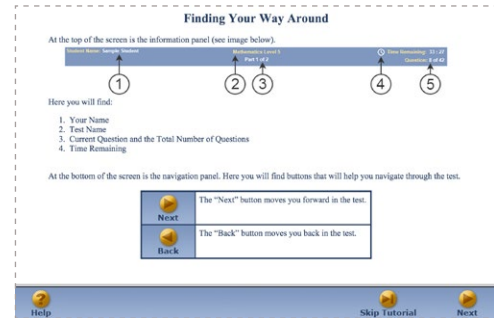 Finding Your Way Around
At the top of the screen is the information panel (see image below).
Student Name: Sample Student Mathematics Level 5 Time Remaining: 33 : 20
Part 1 of 2 Question: 8 of 42
1 2 3 4 5
Here you will find:
1. Your Name
2. Test Name
3. Current Question and the Total Number of Questions
4. Time Remaining
At the bottom of the screen is the navigation panel. Here you will find buttons that will help you navigate through the test.
The “Next” button moves you forward in the test.
Next
The “Back” button moves you back in the test.
Back
Help Skip Tutorial Next